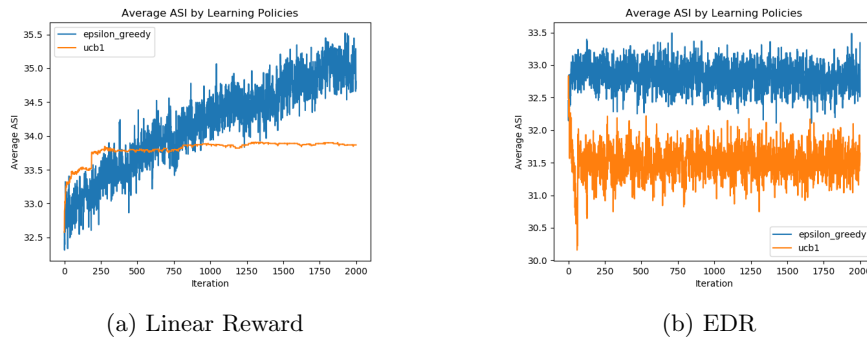 Average ASI by Learning Policies
epsilon_greedy
ucb1
35.5
35.0
34.5
34.0
33.5
33.0
32.5
Average ASI
0 250 500 750 1000 1250 1500 1750 2000
Iteration
(a) Linear Reward
Average ASI by Learning Policies
33.5
33.0
32.5
32.0
31.5
31.0
30.5
30.0
Average ASI
epsilon_greedy
ucb1
0 250 500 750 1000 1250 1500 1750 2000
Iteration
(b) EDR